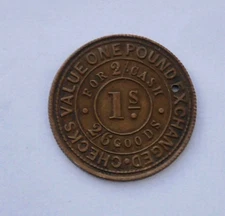 CHECKS VALUE ONE POUND EXCHANGED
FOR 2/- CASH
1S/.
2/6 GOODS